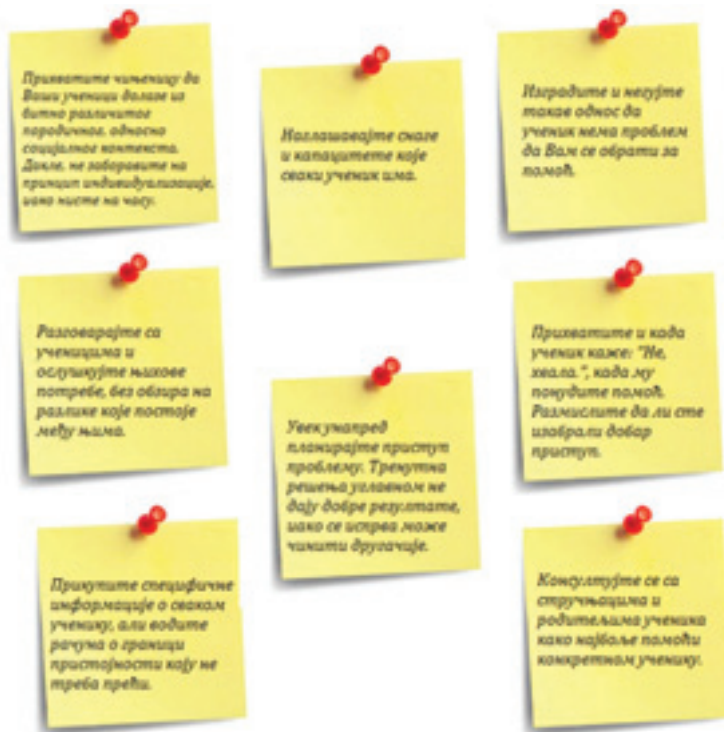 Прихватите чињеницу да
Ваши ученици долазе из
битно различитог
породичног, односно
социјалног контекста.
Дакле, не заборавите на
принцип индивидуализације,
иако нисте на часу.
Наглашавајте снаге
и капацитете које
сваки ученик има.
Изградите и негујте
такав однос да
ученик нема проблем
да Вам се обрати за
помоћ.
Разговарајте са
ученицима и
ослушкујте њихове
потребе, без обзира на
разлике које постоје
међу њима.
Увек унапред
планирајте приступ
проблему. Тренутна
решења углавном не
дају добре резултате,
иако се испрва може
чинити другачије.
Прихватите и када
ученик каже: "Не,
хвала.", када му
понудите помоћ.
Размислите да ли сте
изабрали добар
приступ.
Прикупите специфичне
информације о сваком
ученику, али водите
рачуна о граници
пристојности коју не
треба прећи.
Консултујте се са
стручњацима и
родитељима ученика
како најбоље помоћи
конкретном ученику.